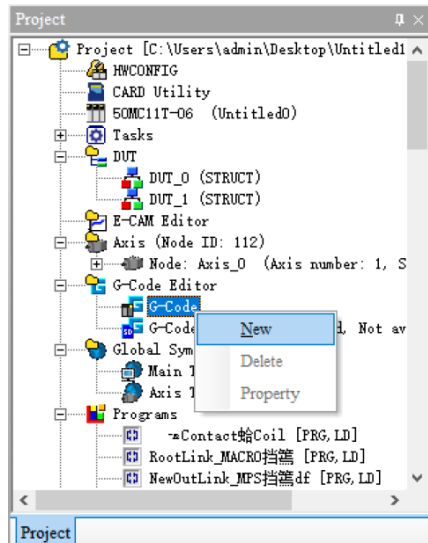 Project
Project [C:\Users\admin\Desktop\Untitled1
HWCONFIG
CARD Utility
50MC11T-06 (Untitled0)
Tasks
DUT
DUT_0 (STRUCT)
DUT_1 (STRUCT)
E-CAM Editor
Axis (Node ID: 112)
Node: Axis_0 (Axis number: 1, S
G-Code Editor
G-Code
New
G-Code d, Not av
Global Sym
Delete
Main T
Axis T
Property
Programs
Contact蛤Coil [PRG,LD]
RootLink_MACRO挡 [PRG,LD]
NewOutLink_MPS挡 df [PRG,LD]
Project